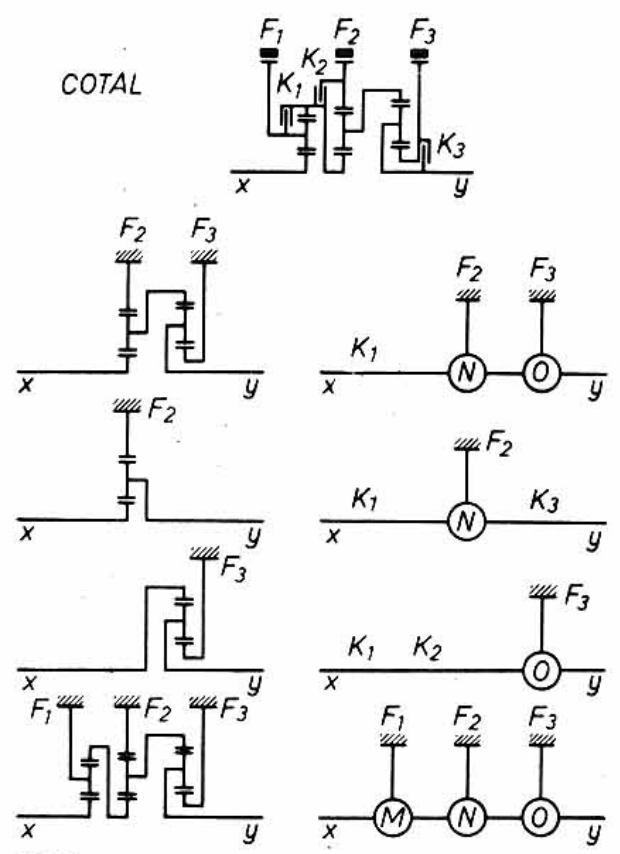 F1 F2 F3
K2
COTAL
K1
K3
x y
F2 F3
F2 F3
K1
N O
x y
x y
F2
F2
K1 N K3
x y
x y
F3
F3
K1 K2
O
x y
x y
F1 F2 F3
F1 F2 F3
M N O
x y
x y